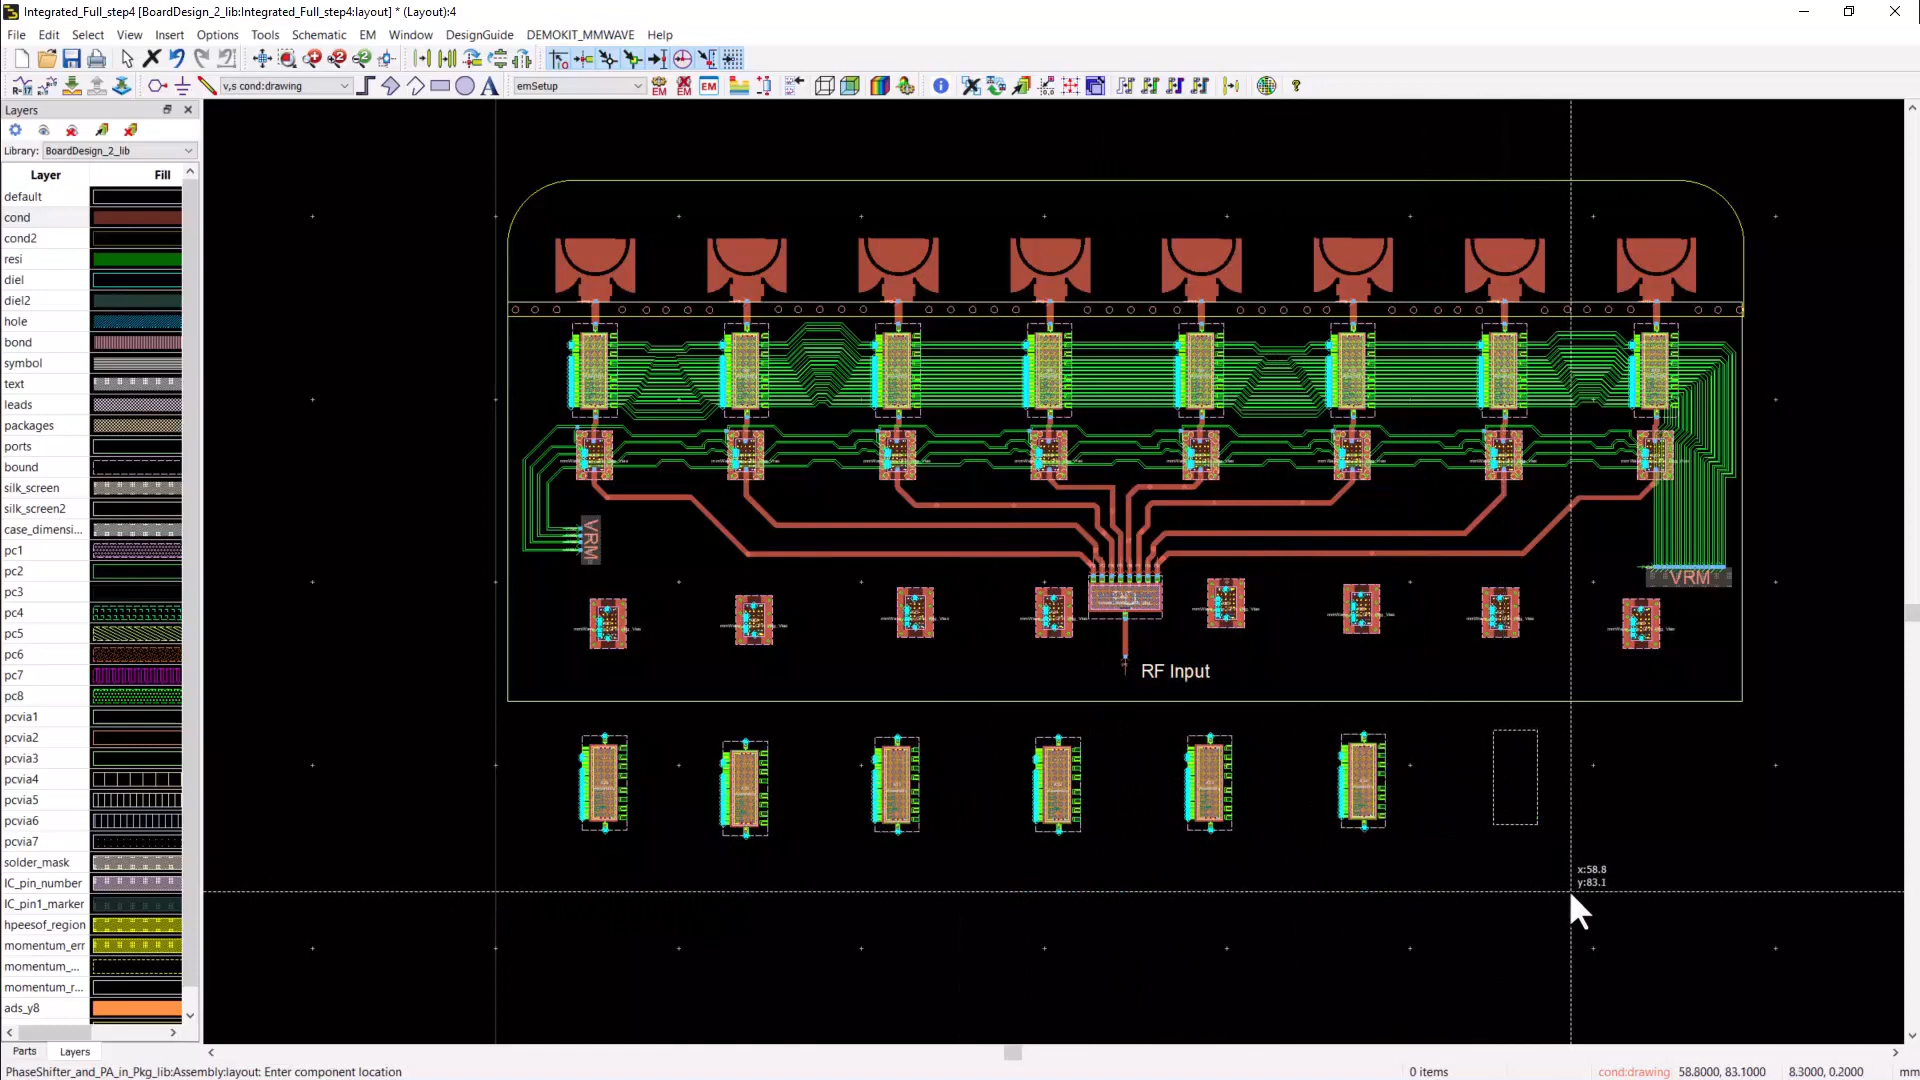 Integrated_Full_step4 [BoardDesign_2_lib:Integrated_Full_step4:layout] * (Layout):4
File Edit Select View Insert Options Tools Schematic EM Window DesignGuide DEMOKIT_MMWAVE Help
v,s cond:drawing
emSetup
EM EM EM
Layers
Library: BoardDesign_2_lib
Layer Fill
default
cond
cond2
resi
diel
diel2
hole
bond
symbol
text
leads
packages
ports
bound
silk_screen
silk_screen2
case_dimensi...
pc1
pc2
pc3
pc4
pc5
pc6
pc7
pc8
pcvia1
pcvia2
pcvia3
pcvia4
pcvia5
pcvia6
pcvia7
solder_mask
IC_pin_number
IC_pin1_marker
hpeesof_region
momentum_err
momentum_...
momentum_r...
ads_y8
VRM
VRM
RF Input
x:58.8
y:83.1
Parts Layers
PhaseShifter_and_PA_in_Pkg_lib:Assembly:layout: Enter component location
0 items
cond:drawing
58.8000, 83.1000
8.3000, 0.2000
mm